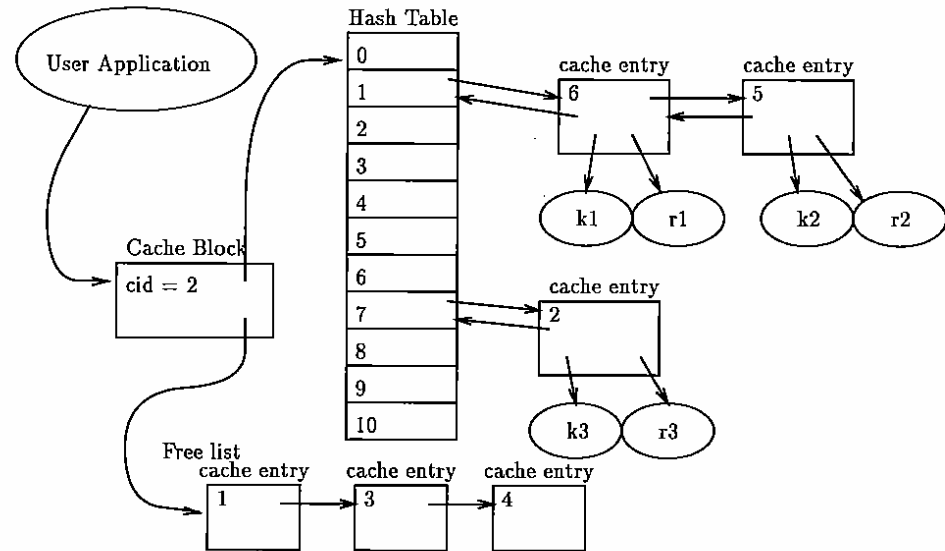 Hash Table
User Application
0
1
2
3
4
5
6
7
8
9
10
cache entry
6
cache entry
5
k1
r1
k2
r2
Cache Block
cid = 2
cache entry
2
k3
r3
Free list
cache entry
1
cache entry
3
cache entry
4